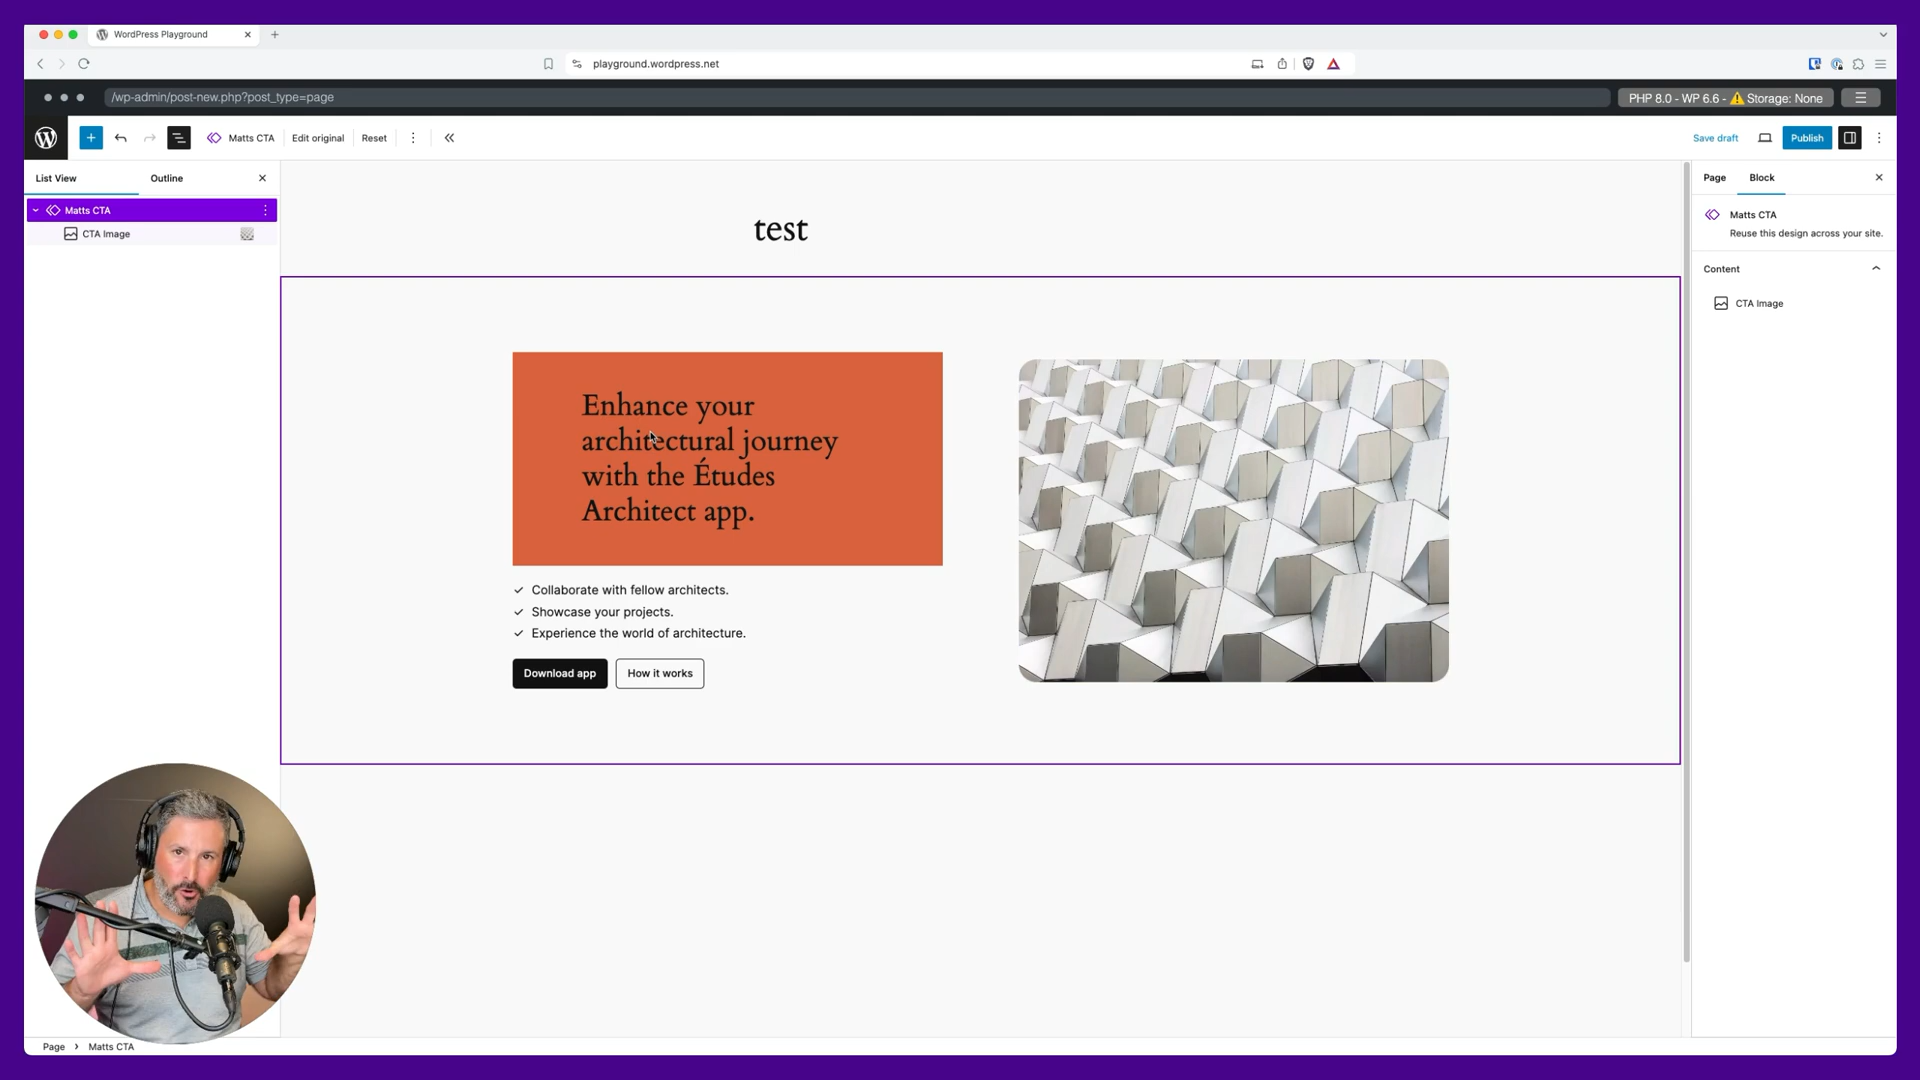 WordPress Playground
playground.wordpress.net
/wp-admin/post-new.php?post_type=page
PHP 8.0 - WP 6.6 - ⚠️ Storage: None
Matts CTA
Edit original
Reset
Save draft
Publish
List View
Outline
Matts CTA
CTA Image
test
Enhance your
architectural journey
with the Études
Architect app.
Collaborate with fellow architects.
Showcase your projects.
Experience the world of architecture.
Download app
How it works
Page
Block
Matts CTA
Reuse this design across your site.
Content
CTA Image
Page > Matts CTA